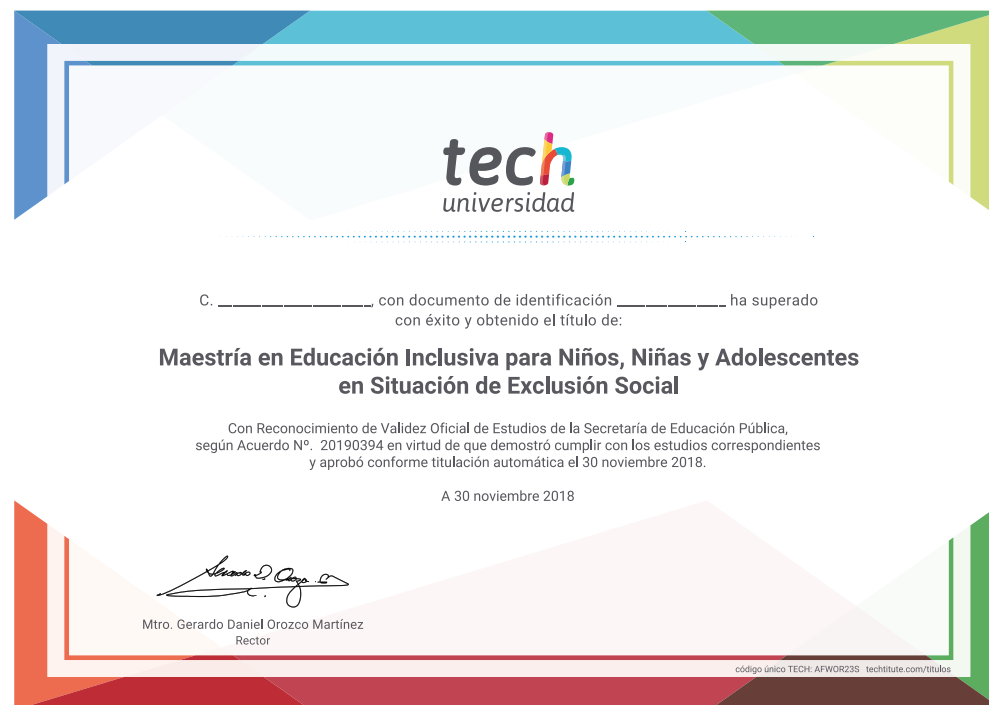 tech
universidad
C. ____________________, con documento de identificación ______________ ha superado
con éxito y obtenido el título de:
Maestría en Educación Inclusiva para Niños, Niñas y Adolescentes
en Situación de Exclusión Social
Con Reconocimiento de Validez Oficial de Estudios de la Secretaría de Educación Pública,
según Acuerdo Nº. 20190394 en virtud de que demostró cumplir con los estudios correspondientes
y aprobó conforme titulación automática el 30 noviembre 2018.
A 30 noviembre 2018
Mtro. Gerardo Daniel Orozco Martínez
Rector
código único TECH: AFWOR23S techtitute.com/titulos